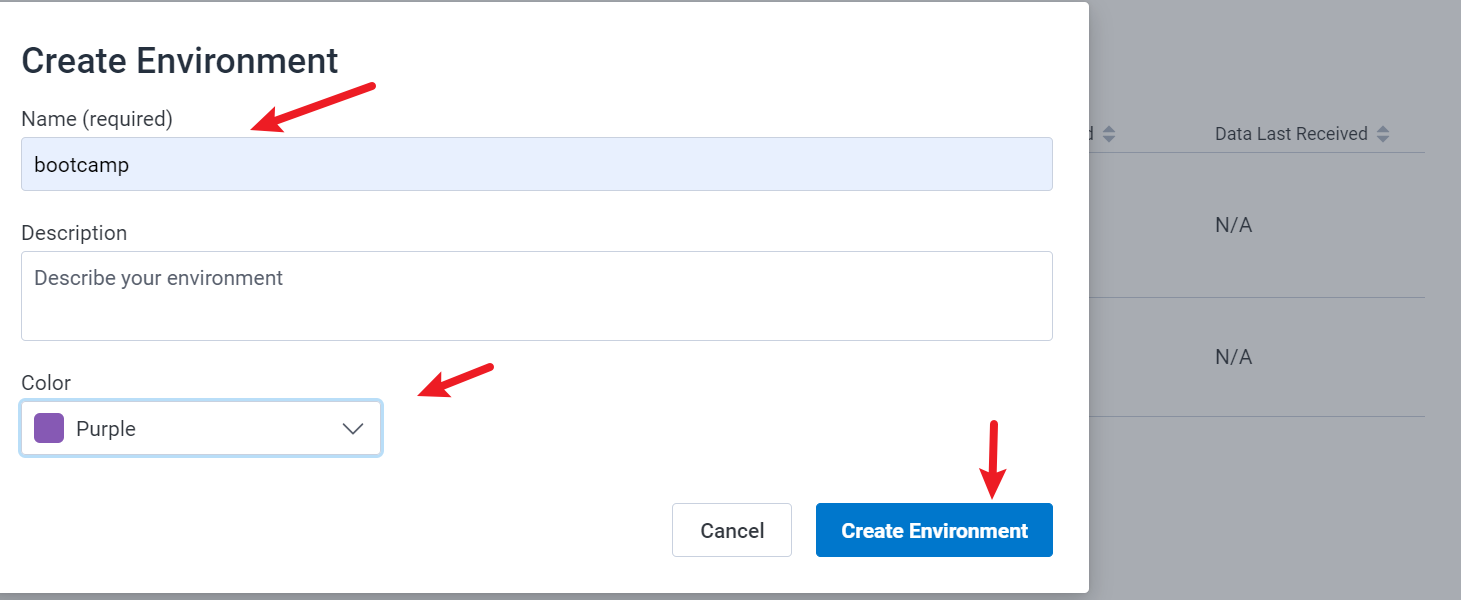 Create Environment
Name (required)
bootcamp
Description
Describe your environment
Color
Purple
Cancel
Create Environment
Data Last Received
N/A
N/A